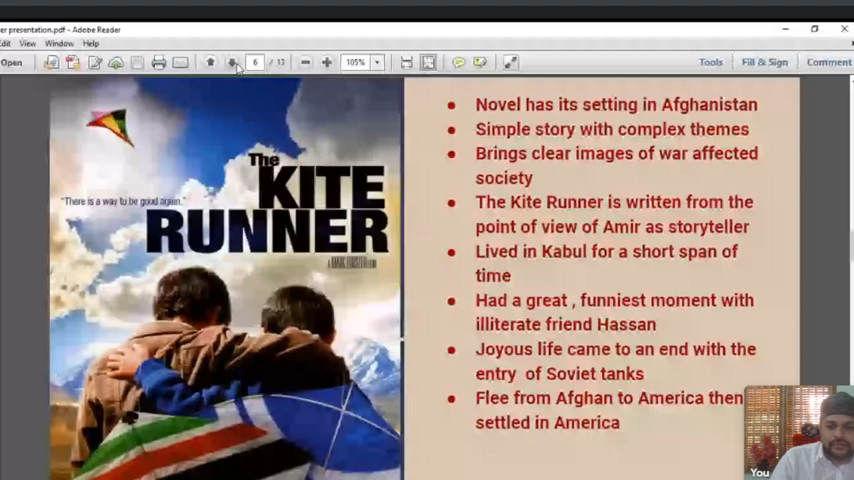 er presentation.pdf - Adobe Reader
Edit View Window Help
Open 6 / 13 105% Tools Fill & Sign Comment
"There is a way to be good again."
The
KITE
RUNNER
A MARC FORSTER FILM
• Novel has its setting in Afghanistan
• Simple story with complex themes
• Brings clear images of war affected
society
• The Kite Runner is written from the
point of view of Amir as storyteller
• Lived in Kabul for a short span of
time
• Had a great , funniest moment with
illiterate friend Hassan
• Joyous life came to an end with the
entry of Soviet tanks
• Flee from Afghan to America then
settled in America
You